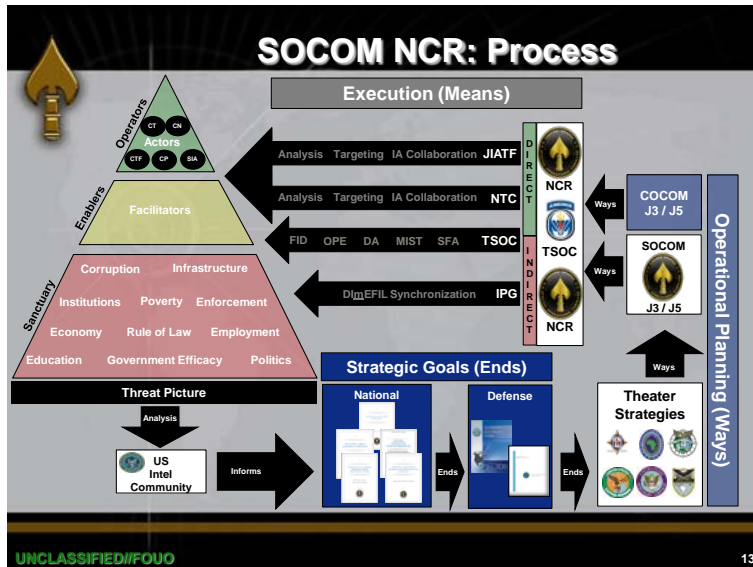 SOCOM NCR: Process
Execution (Means)
Operators
CT
CN
Actors
CTF
CP
SIA
Enablers
Facilitators
Sanctuary
Corruption Infrastructure
Institutions Poverty Enforcement
Economy Rule of Law Employment
Education Government Efficacy Politics
Threat Picture
Analysis
US
Intel
Community
Informs
Analysis Targeting IA Collaboration JIATF
Analysis Targeting IA Collaboration NTC
FID OPE DA MIST SFA TSOC
DImEFIL Synchronization IPG
DIRECT
INDIRECT
NCR
TSOC
NCR
Ways
Ways
COCOM
J3 / J5
SOCOM
J3 / J5
Operational Planning (Ways)
Ways
Strategic Goals (Ends)
National
Defense
Ends
Ends
Theater
Strategies
UNCLASSIFIED//FOUO
13